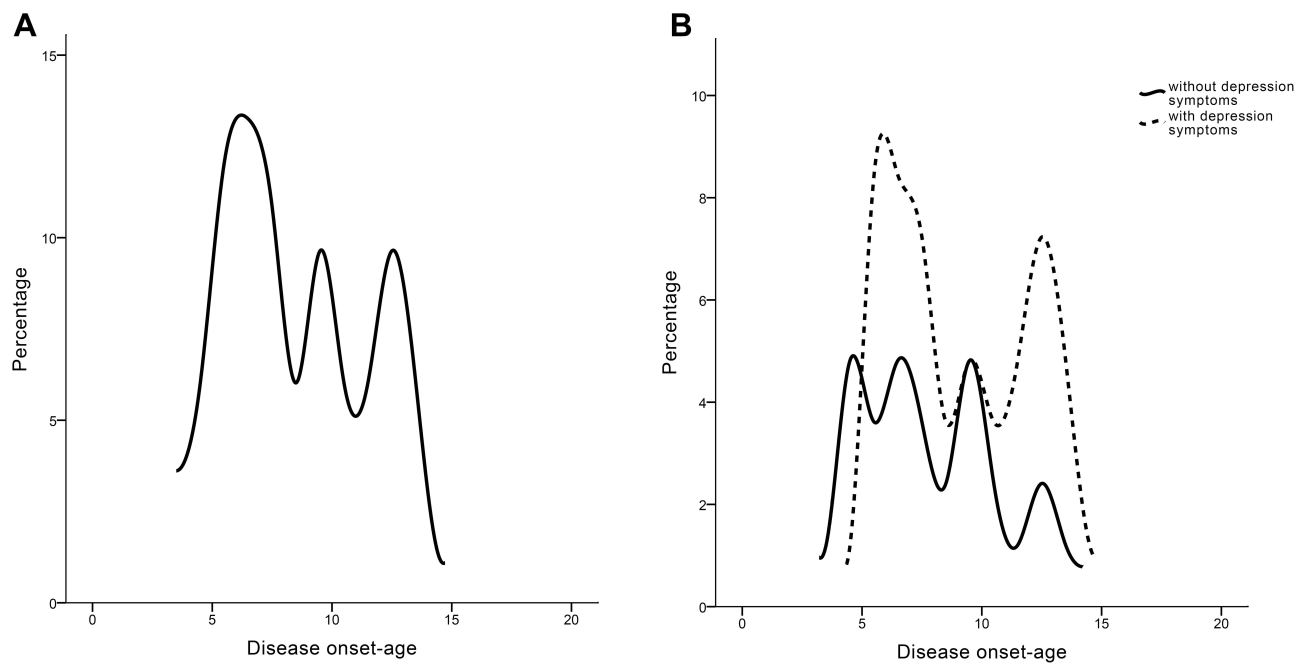 A
15
10
5
0
0 5 10 15 20
Percentage
Disease onset-age
B
10
8
6
4
2
0
0 5 10 15 20
Percentage
Disease onset-age
without depression
symptoms
with depression
symptoms